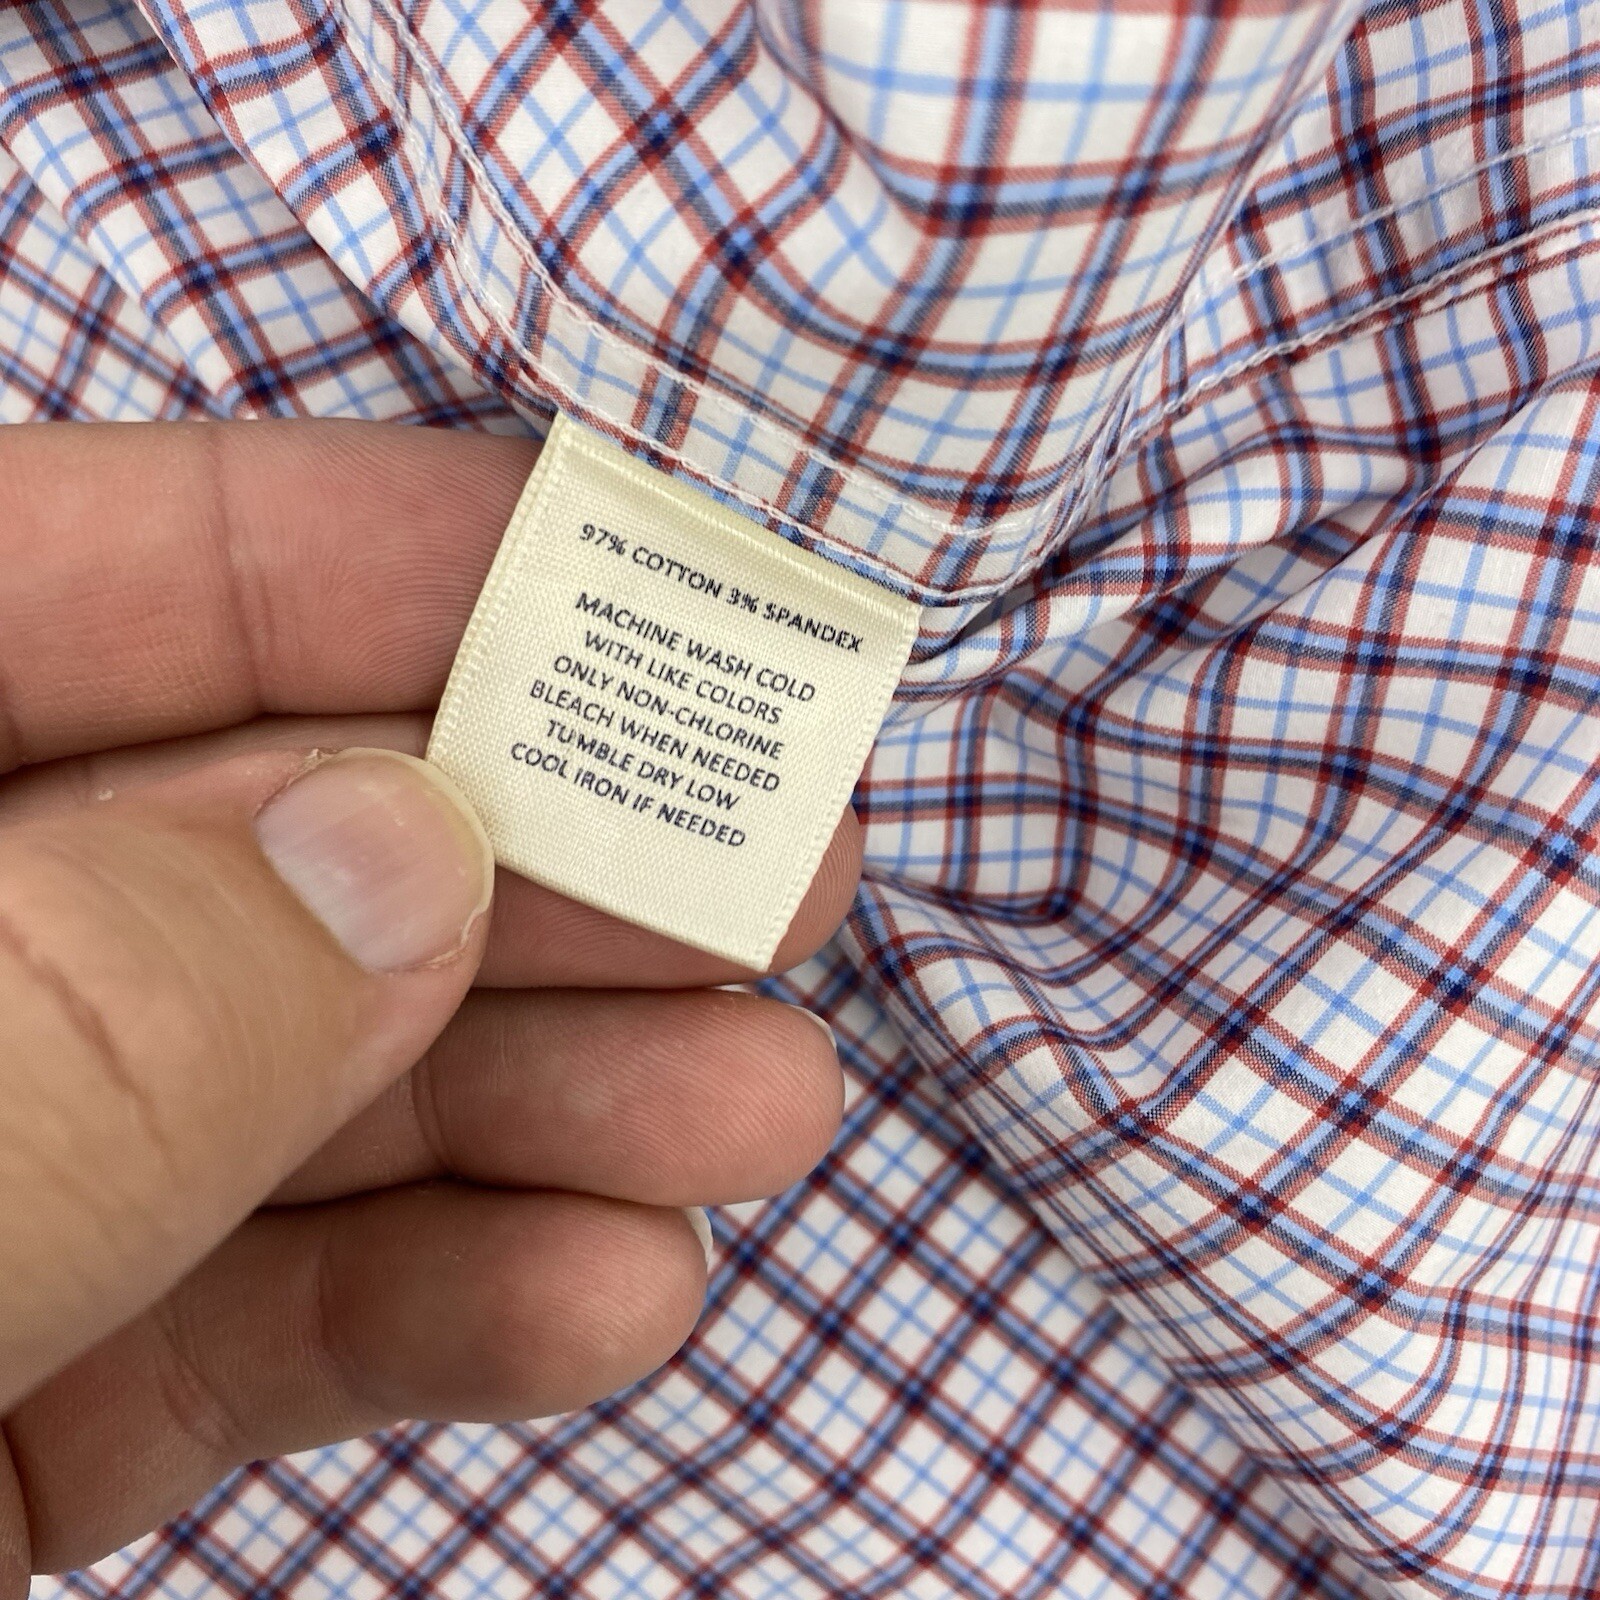 97% COTTON 3% SPANDEX
MACHINE WASH COLD
WITH LIKE COLORS
ONLY NON-CHLORINE
BLEACH WHEN NEEDED
TUMBLE DRY LOW
COOL IRON IF NEEDED